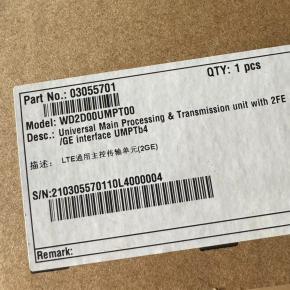 QTY: 1 pcs
Part No.: 03055701
Model: WD2D00UMPT00
Desc.: Universal Main Processing & Transmission unit with 2FE
/GE interface UMPTb4
描述: LTE通用主控传输单元(2GE)
S/N:210305570110L4000004
Remark: